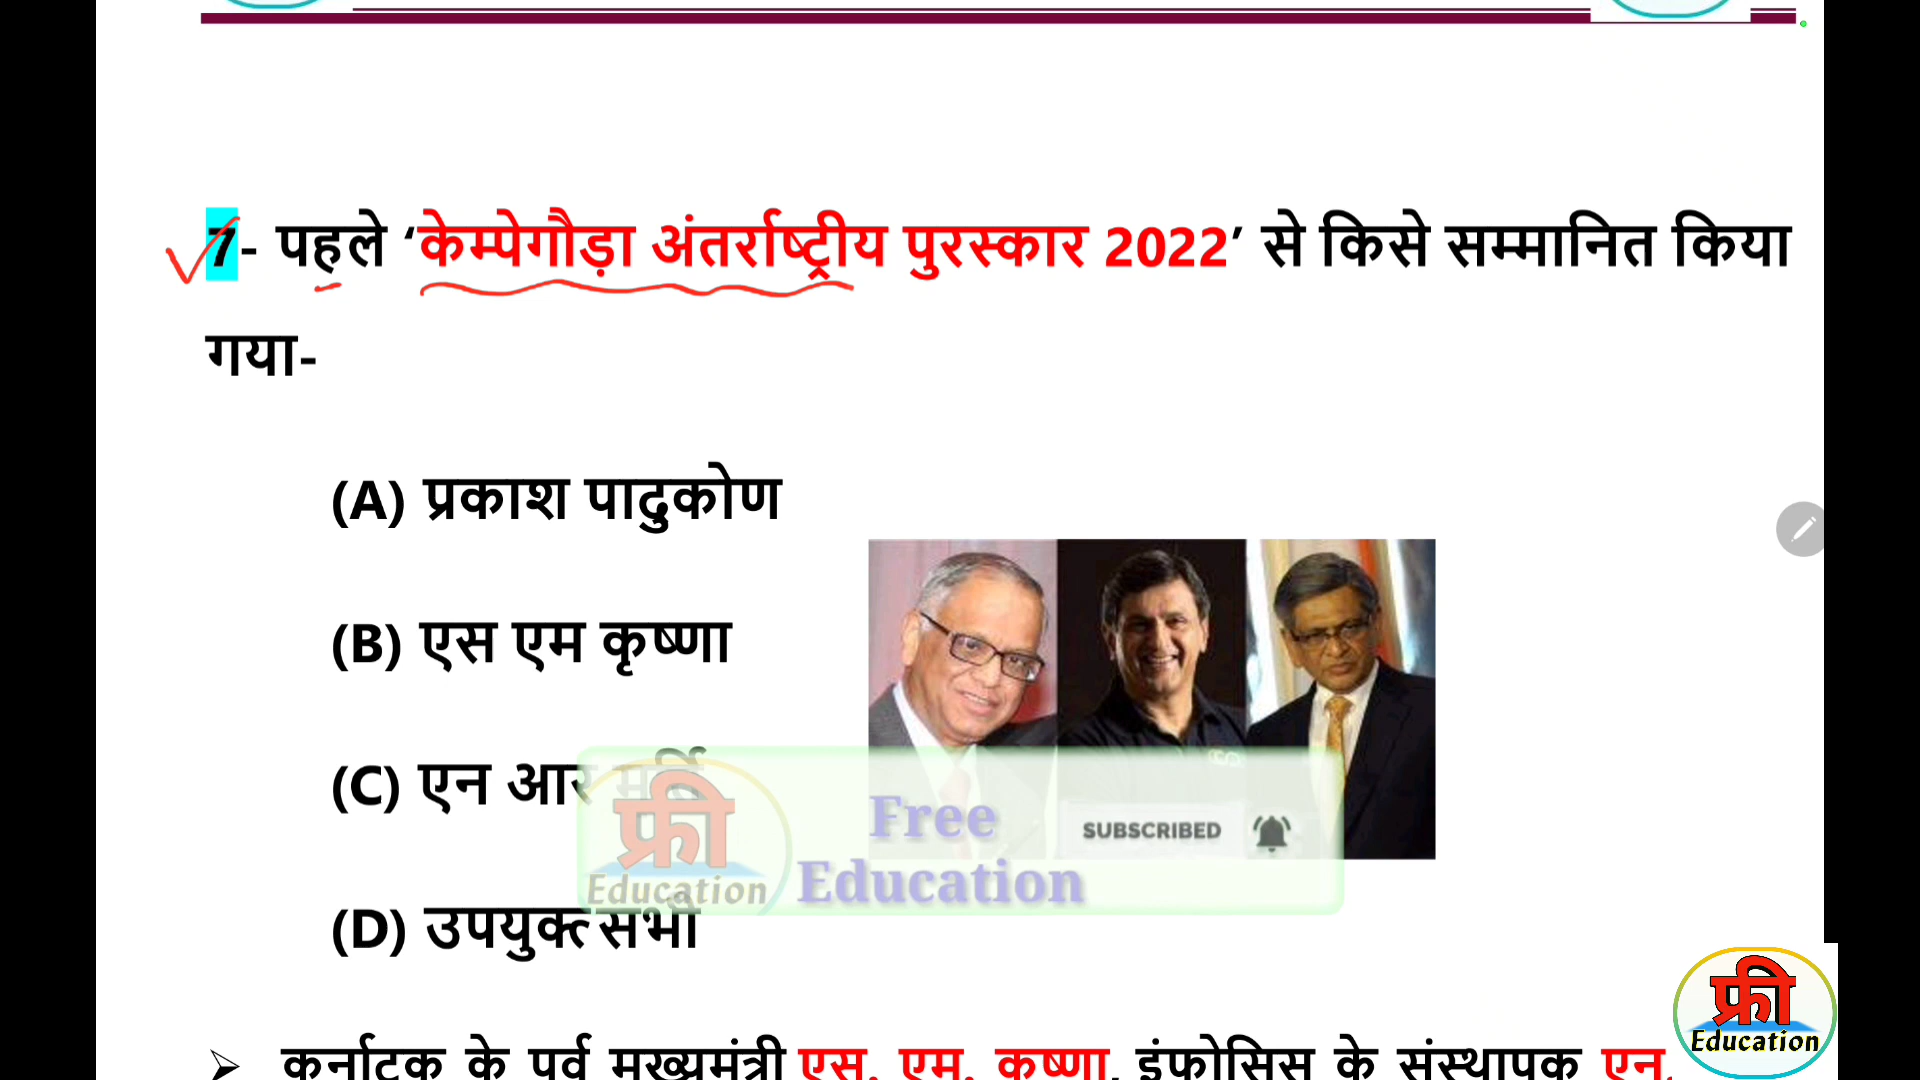 7- पहले ‘केम्पेगौड़ा अंतर्राष्ट्रीय पुरस्कार 2022’ से किसे सम्मानित किया
गया-
(A) प्रकाश पादुकोण
(B) एस एम कृष्णा
(C) एन आर मूर्ति
(D) उपयुक्त सभी
फ्री
Education
Free
Education
SUBSCRIBED
➢ कर्नाटक के पूर्व मुख्यमंत्री एस. एम. कृष्णा, इंफोसिस के संस्थापक एन.
फ्री
Education